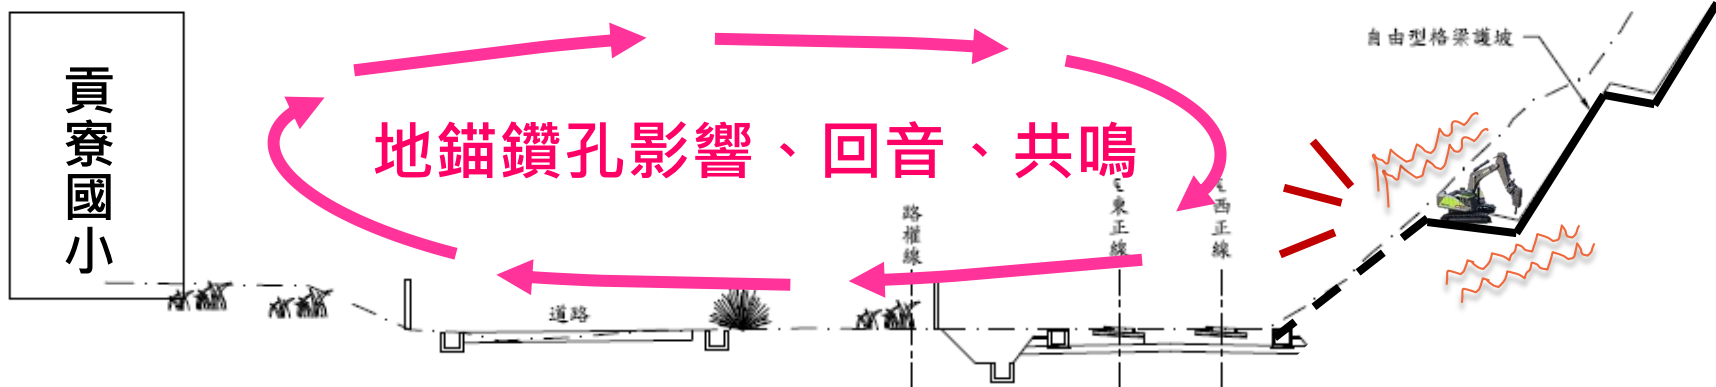 貢寮國小
地錨鑽孔影響、回音、共鳴
自由型格梁護坡
路權線
東正線
西正線
道路